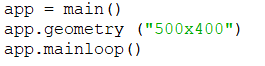 app = main()
app.geometry ("500x400")
app.mainloop()